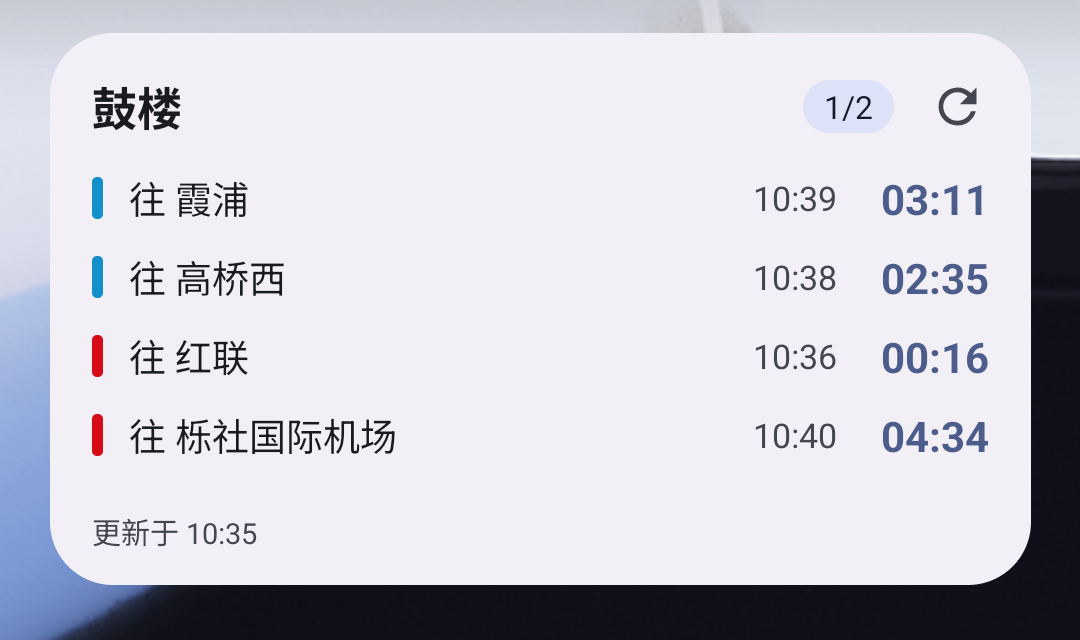 鼓楼 1/2
往 霞浦 10:39 03:11
往 高桥西 10:38 02:35
往 红联 10:36 00:16
往 栎社国际机场 10:40 04:34
更新于 10:35